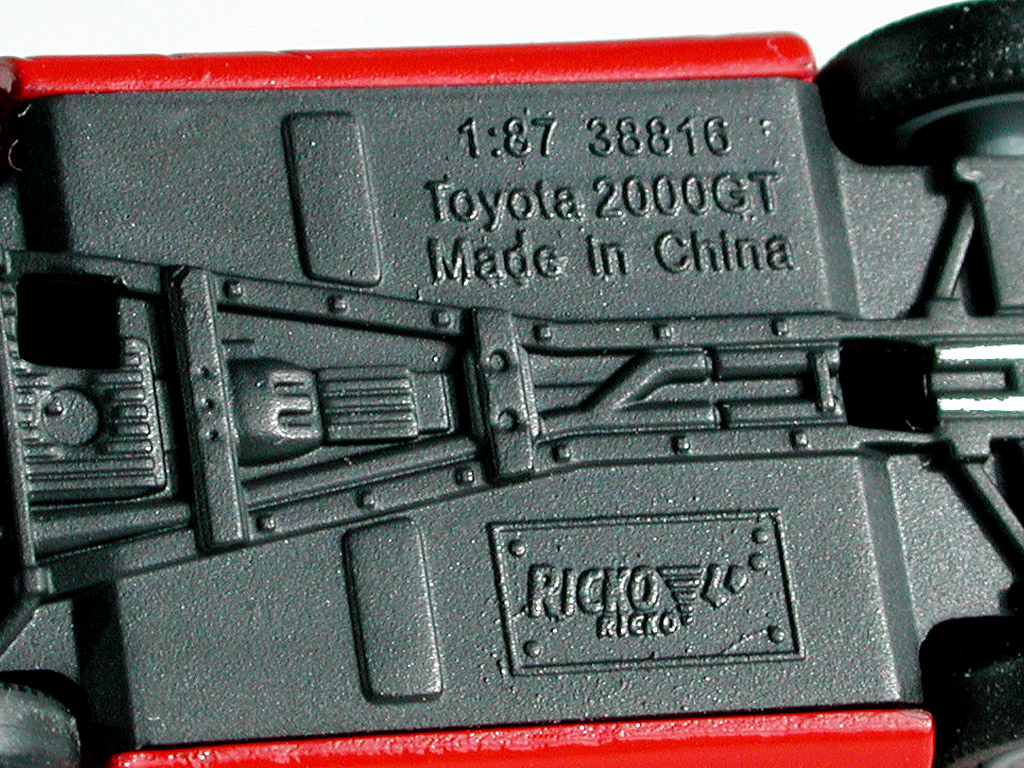 1:87 38816
Toyota 2000GT
Made in China
RICKO
RICKO